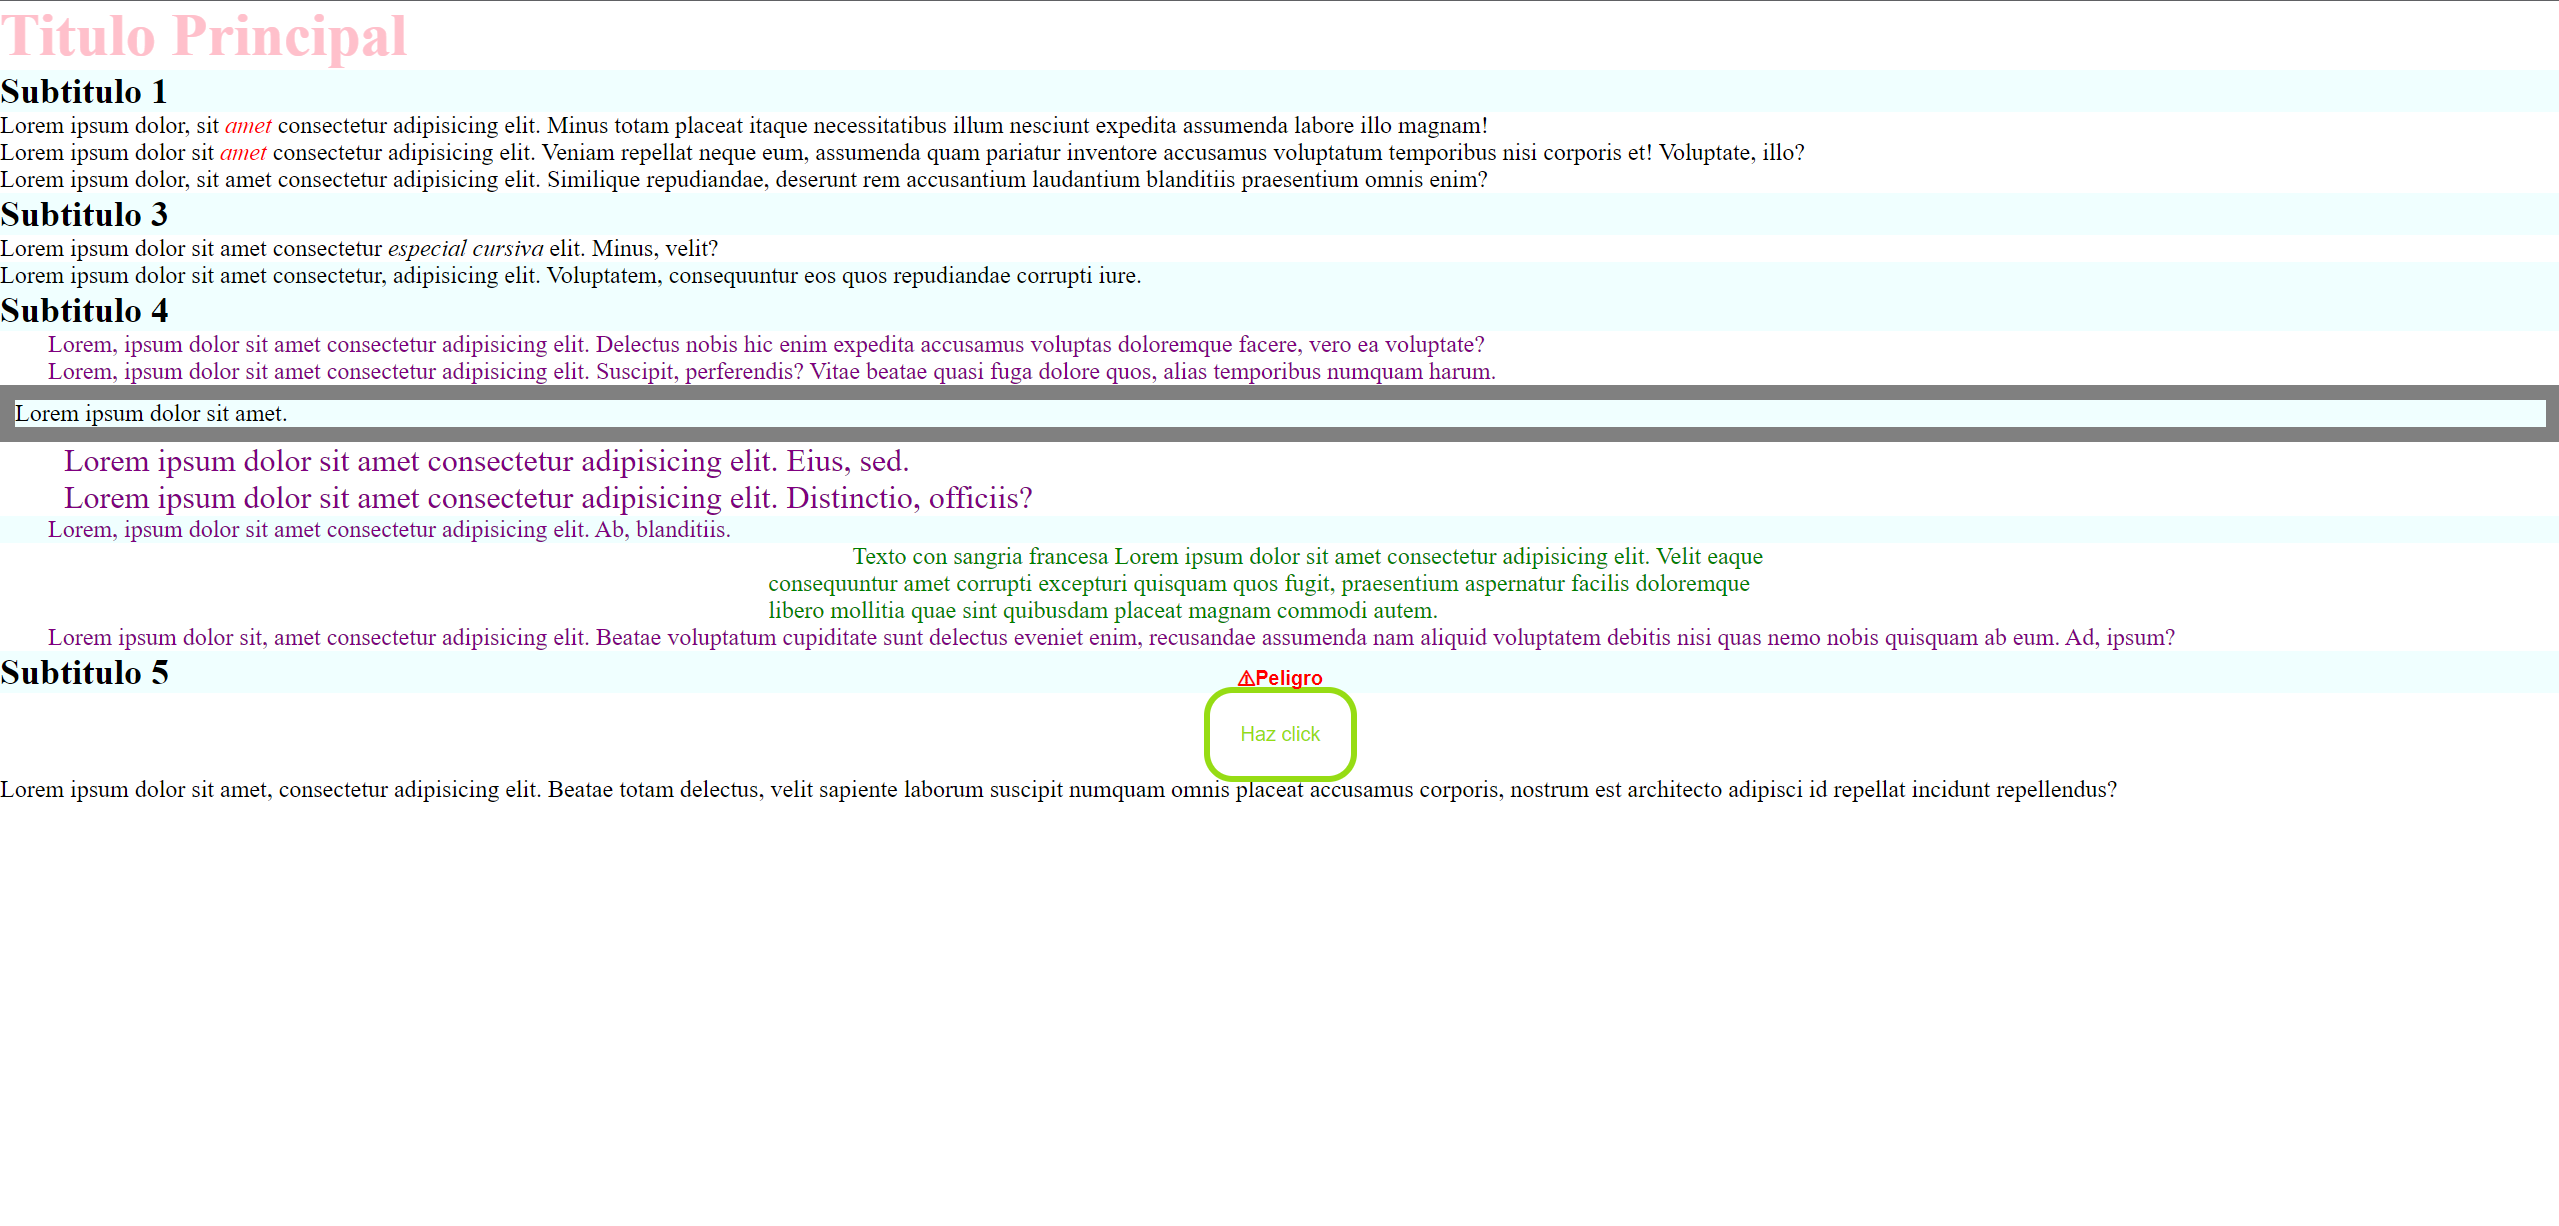 Titulo Principal
Subtitulo 1
Lorem ipsum dolor, sit amet consectetur adipisicing elit. Minus totam placeat itaque necessitatibus illum nesciunt expedita assumenda labore illo magnam!
Lorem ipsum dolor sit amet consectetur adipisicing elit. Veniam repellat neque eum, assumenda quam pariatur inventore accusamus voluptatum temporibus nisi corporis et! Voluptate, illo?
Lorem ipsum dolor, sit amet consectetur adipisicing elit. Similique repudiandae, deserunt rem accusantium laudantium blanditiis praesentium omnis enim?
Subtitulo 3
Lorem ipsum dolor sit amet consectetur especial cursiva elit. Minus, velit?
Lorem ipsum dolor sit amet consectetur, adipisicing elit. Voluptatem, consequuntur eos quos repudiandae corrupti iure.
Subtitulo 4
Lorem, ipsum dolor sit amet consectetur adipisicing elit. Delectus nobis hic enim expedita accusamus voluptas doloremque facere, vero ea voluptate?
Lorem, ipsum dolor sit amet consectetur adipisicing elit. Suscipit, perferendis? Vitae beatae quasi fuga dolore quos, alias temporibus numquam harum.
Lorem ipsum dolor sit amet.
Lorem ipsum dolor sit amet consectetur adipisicing elit. Eius, sed.
Lorem ipsum dolor sit amet consectetur adipisicing elit. Distinctio, officiis?
Lorem, ipsum dolor sit amet consectetur adipisicing elit. Ab, blanditiis.
Texto con sangria francesa Lorem ipsum dolor sit amet consectetur adipisicing elit. Velit eaque
consequuntur amet corrupti excepturi quisquam quos fugit, praesentium aspernatur facilis doloremque
libero mollitia quae sint quibusdam placeat magnam commodi autem.
Lorem ipsum dolor sit, amet consectetur adipisicing elit. Beatae voluptatum cupiditate sunt delectus eveniet enim, recusandae assumenda nam aliquid voluptatem debitis nisi quas nemo nobis quisquam ab eum. Ad, ipsum?
Subtitulo 5
⚠Peligro
Haz click
Lorem ipsum dolor sit amet, consectetur adipisicing elit. Beatae totam delectus, velit sapiente laborum suscipit numquam omnis placeat accusamus corporis, nostrum est architecto adipisci id repellat incidunt repellendus?